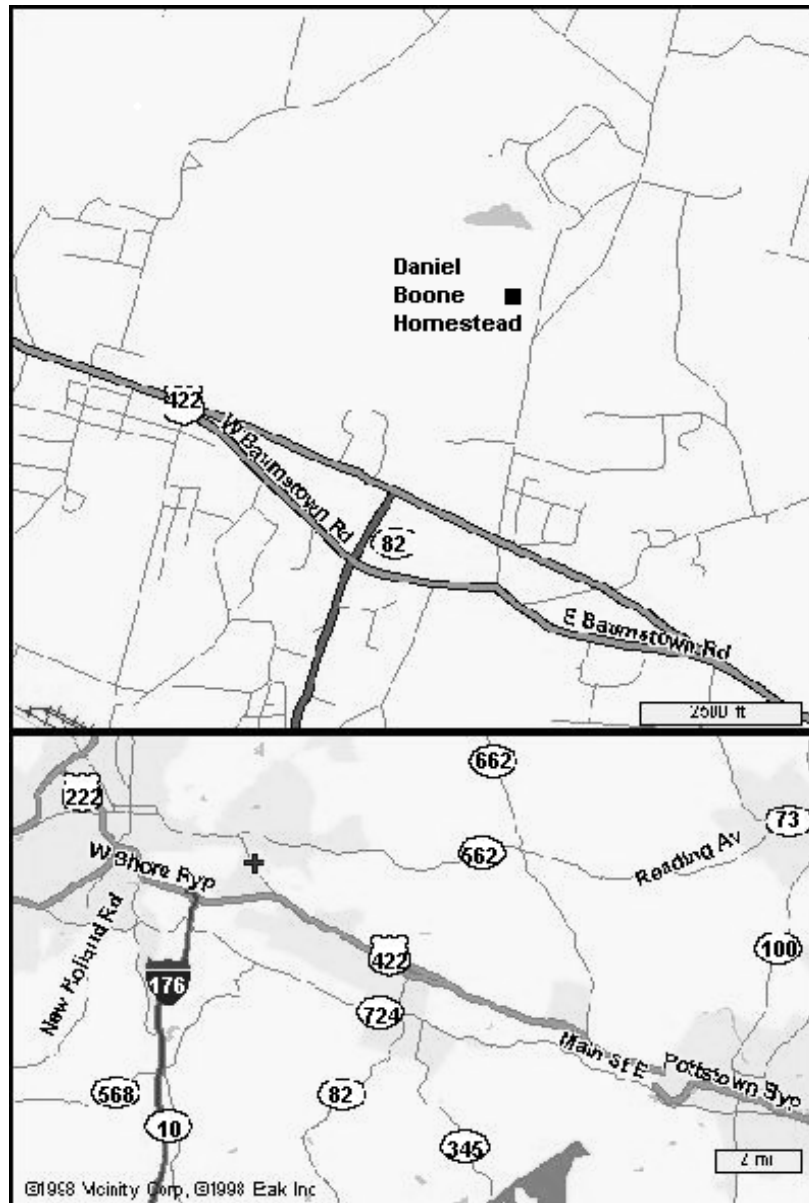 Daniel
Boone
Homestead
422
W Baumstown Rd
82
E Baumstown Rd
2500 ft
662
222
73
562
Reading Av
W Shore Byp
New Holland Rd
100
422
176
724
Main St E
Pottstown Byp
568
82
10
345
2 mi
©1998 Vicinity Corp, ©1998 Etak Inc